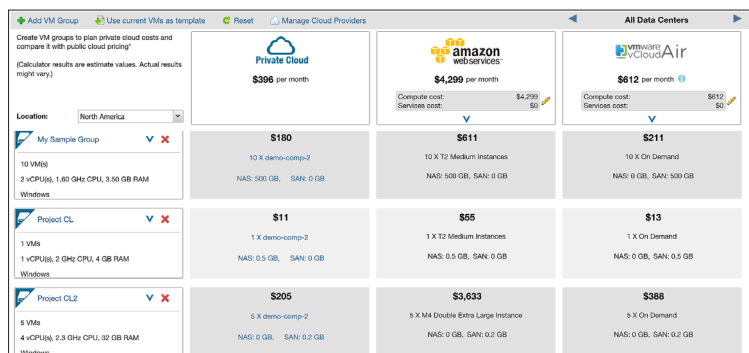 Add VM Group Use current VMs as template Reset Manage Cloud Providers All Data Centers
Create VM groups to plan private cloud costs and
compare it with public cloud pricing*
(Calculator results are estimate values. Actual results
might vary.)
Location: North America
Private Cloud
$396 per month
amazon
webservices™
$4,299 per month
Compute cost: $4,299
Services cost: $0
vmware
vCloud Air
$612 per month
Compute cost: $612
Services cost: $0
My Sample Group
10 VM(s)
2 vCPU(s), 1.60 GHz CPU, 3.50 GB RAM
Windows
$180
10 X demo-comp-2
NAS: 500 GB, SAN: 0 GB
$611
10 X T2 Medium Instances
NAS: 500 GB, SAN: 0 GB
$211
10 X On Demand
NAS: 0 GB, SAN: 500 GB
Project CL
1 VMs
1 vCPU(s), 2 GHz CPU, 4 GB RAM
Windows
$11
1 X demo-comp-2
NAS: 0.5 GB, SAN: 0 GB
$55
1 X T2 Medium Instances
NAS: 0.5 GB, SAN: 0 GB
$13
1 X On Demand
NAS: 0 GB, SAN: 0.5 GB
Project CL2
5 VMs
4 vCPU(s), 2.3 GHz CPU, 32 GB RAM
Windows
$205
5 X demo-comp-2
NAS: 0 GB, SAN: 0.2 GB
$3,633
5 X M4 Double Extra Large Instance
NAS: 0 GB, SAN: 0.2 GB
$388
5 X On Demand
NAS: 0 GB, SAN: 0.2 GB